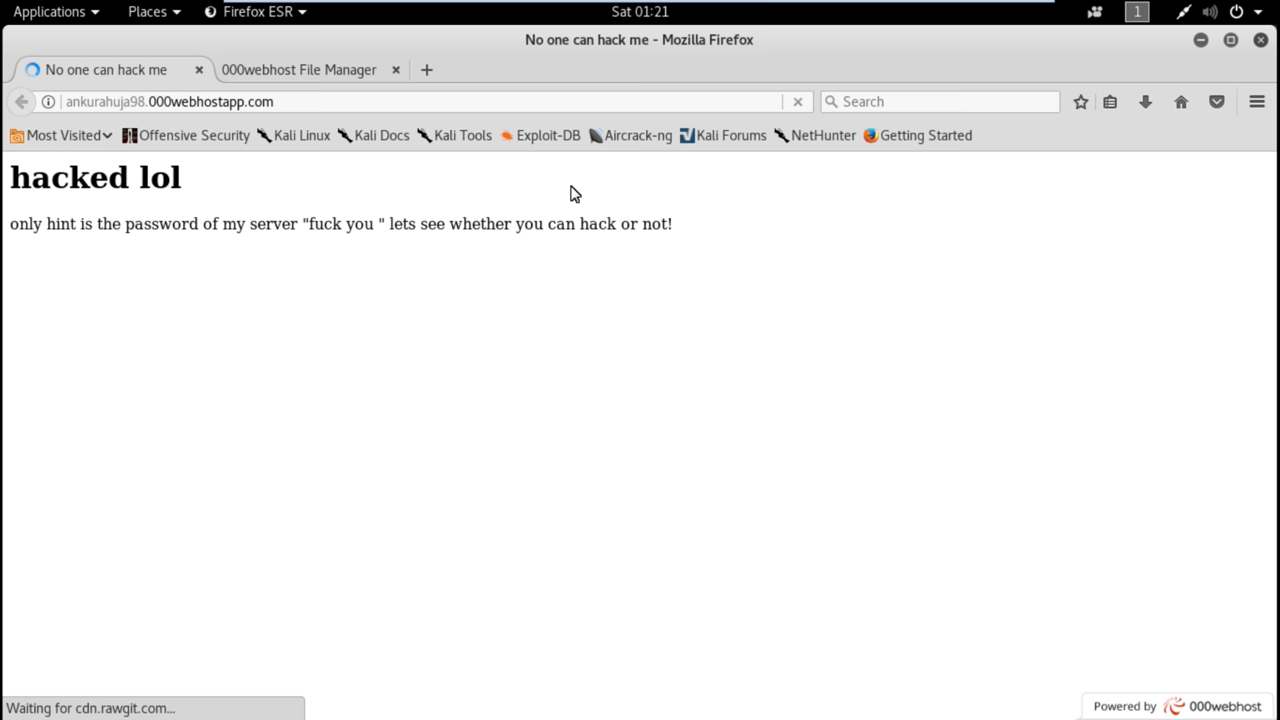 Applications Places Firefox ESR Sat 01:21 1
No one can hack me - Mozilla Firefox
No one can hack me 000webhost File Manager
ankurahuja98.000webhostapp.com Search
Most Visited Offensive Security Kali Linux Kali Docs Kali Tools Exploit-DB Aircrack-ng Kali Forums NetHunter Getting Started
hacked lol
only hint is the password of my server "fuck you " lets see whether you can hack or not!
Waiting for cdn.rawgit.com...
Powered by 000webhost